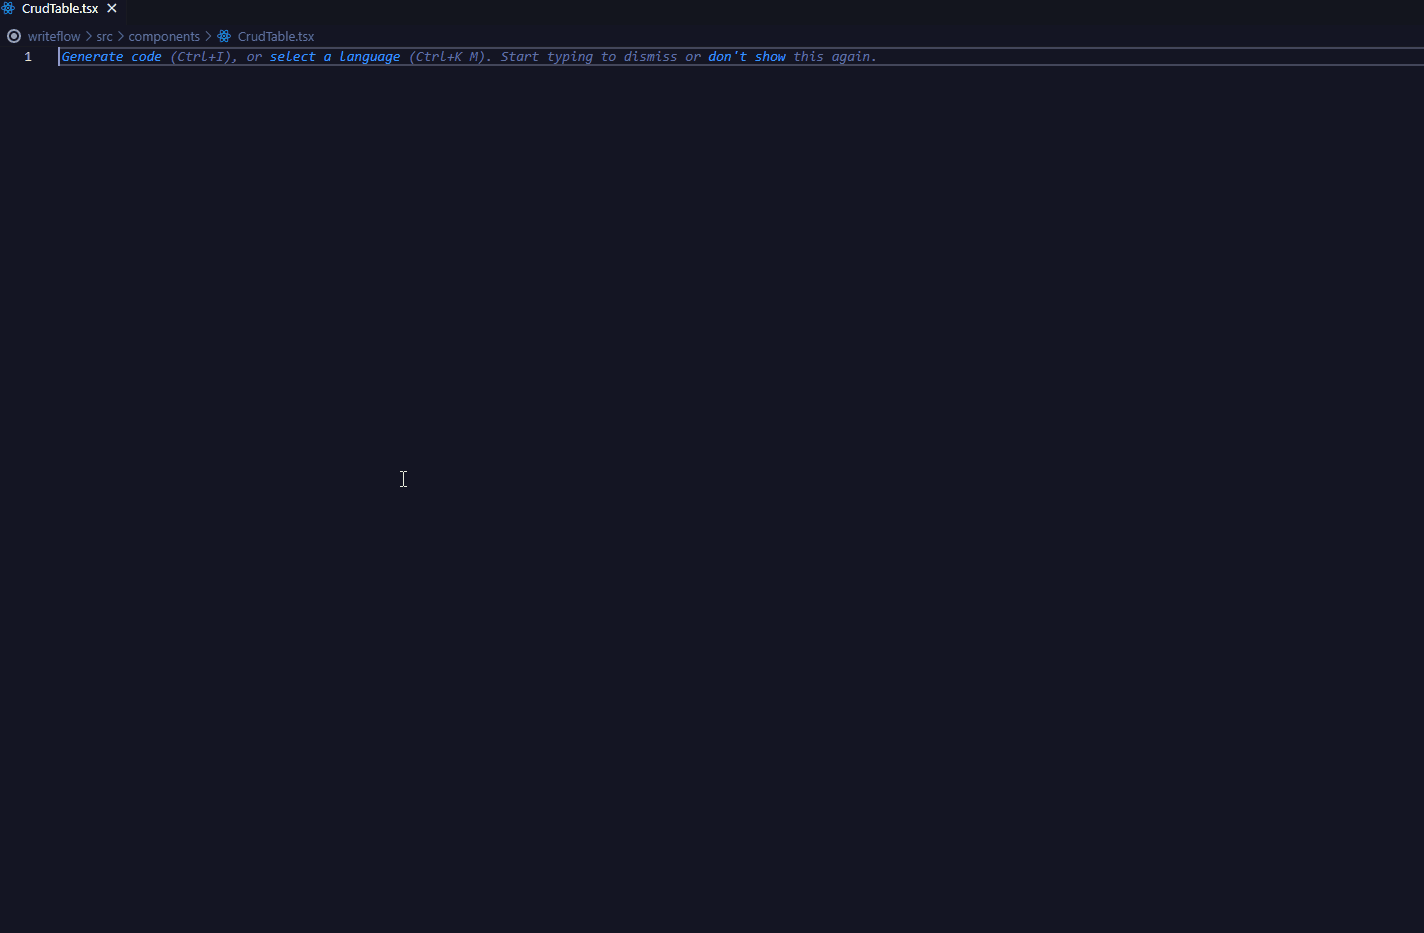 CrudTable.tsx
writeflow > src > components > CrudTable.tsx
1 Generate code (Ctrl+I), or select a language (Ctrl+K M). Start typing to dismiss or don't show this again.